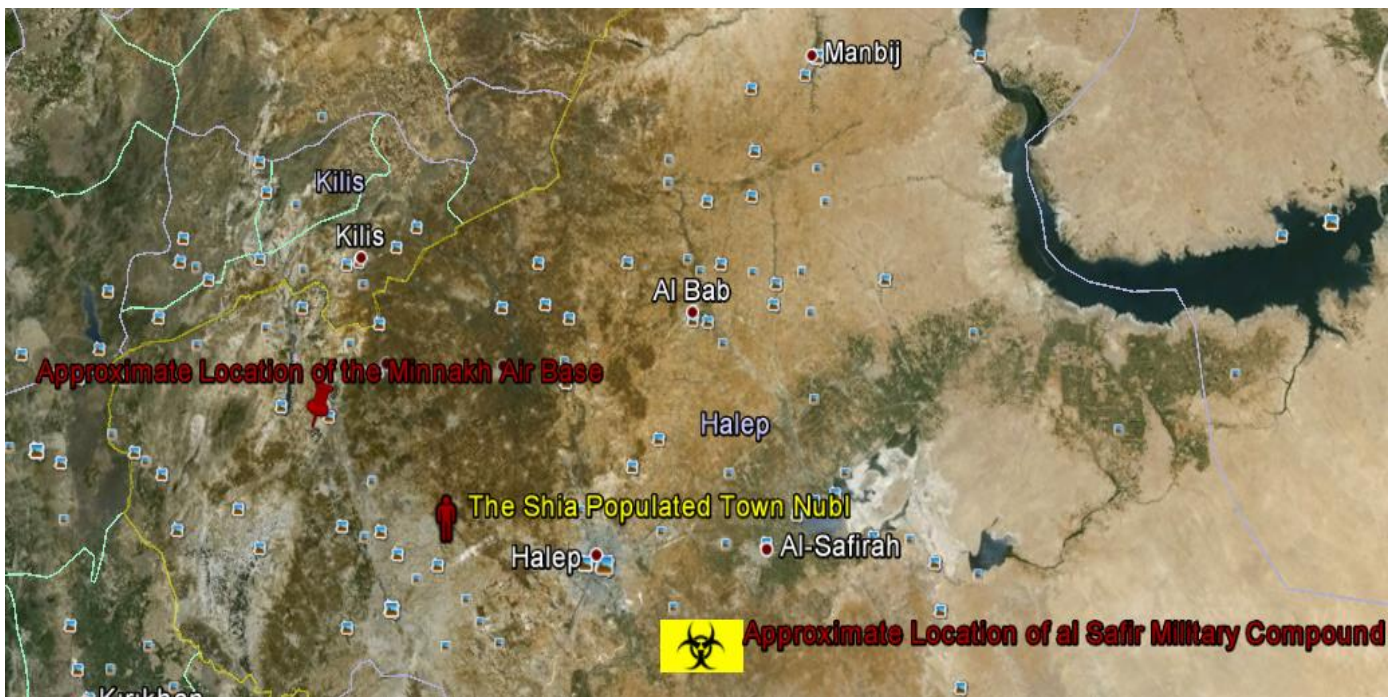 Manbij
Kilis
Kilis
Al Bab
Approximate Location of the Minnakh Air Base
Halep
The Shia Populated Town Nubl
Halep
Al-Safirah
Approximate Location of al Safir Military Compound